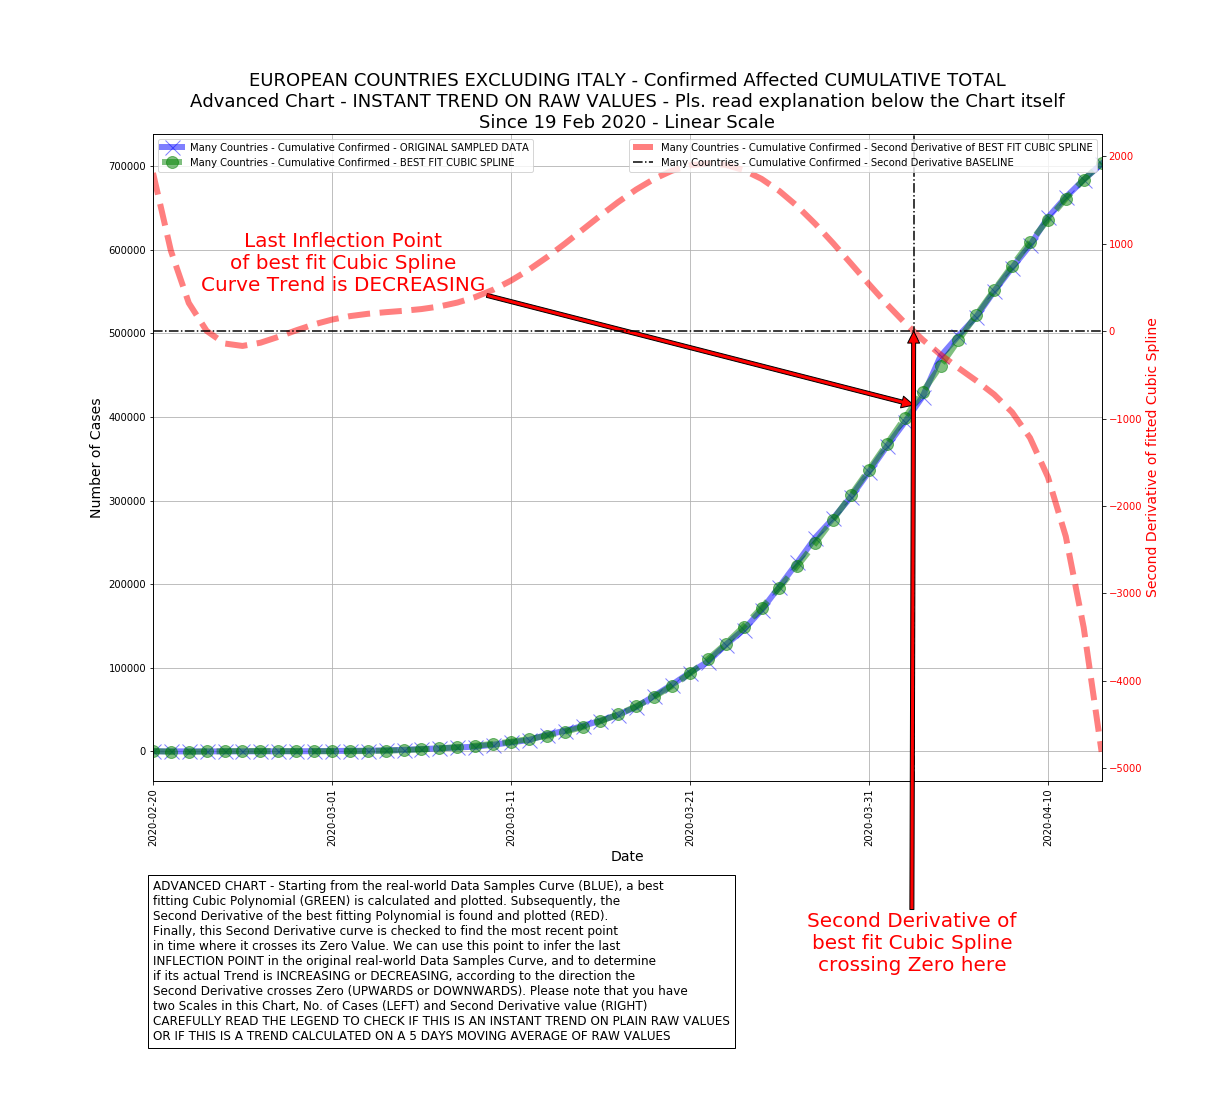 EUROPEAN COUNTRIES EXCLUDING ITALY - Confirmed Affected CUMULATIVE TOTAL
Advanced Chart - INSTANT TREND ON RAW VALUES - Pls. read explanation below the Chart itself
Since 19 Feb 2020 - Linear Scale
Many Countries - Cumulative Confirmed - ORIGINAL SAMPLED DATA
Many Countries - Cumulative Confirmed - BEST FIT CUBIC SPLINE
Many Countries - Cumulative Confirmed - Second Derivative of BEST FIT CUBIC SPLINE
Many Countries - Cumulative Confirmed - Second Derivative BASELINE
700000
600000
500000
400000
300000
200000
100000
0
Number of Cases
2000
1000
0
−1000
−2000
−3000
−4000
−5000
Second Derivative of fitted Cubic Spline
Last Inflection Point
of best fit Cubic Spline
Curve Trend is DECREASING
2020-02-20
2020-03-01
2020-03-11
2020-03-21
2020-03-31
2020-04-10
Date
ADVANCED CHART - Starting from the real-world Data Samples Curve (BLUE), a best
fitting Cubic Polynomial (GREEN) is calculated and plotted. Subsequently, the
Second Derivative of the best fitting Polynomial is found and plotted (RED).
Finally, this Second Derivative curve is checked to find the most recent point
in time where it crosses its Zero Value. We can use this point to infer the last
INFLECTION POINT in the original real-world Data Samples Curve, and to determine
if its actual Trend is INCREASING or DECREASING, according to the direction the
Second Derivative crosses Zero (UPWARDS or DOWNWARDS). Please note that you have
two Scales in this Chart, No. of Cases (LEFT) and Second Derivative value (RIGHT)
CAREFULLY READ THE LEGEND TO CHECK IF THIS IS AN INSTANT TREND ON PLAIN RAW VALUES
OR IF THIS IS A TREND CALCULATED ON A 5 DAYS MOVING AVERAGE OF RAW VALUES
Second Derivative of
best fit Cubic Spline
crossing Zero here